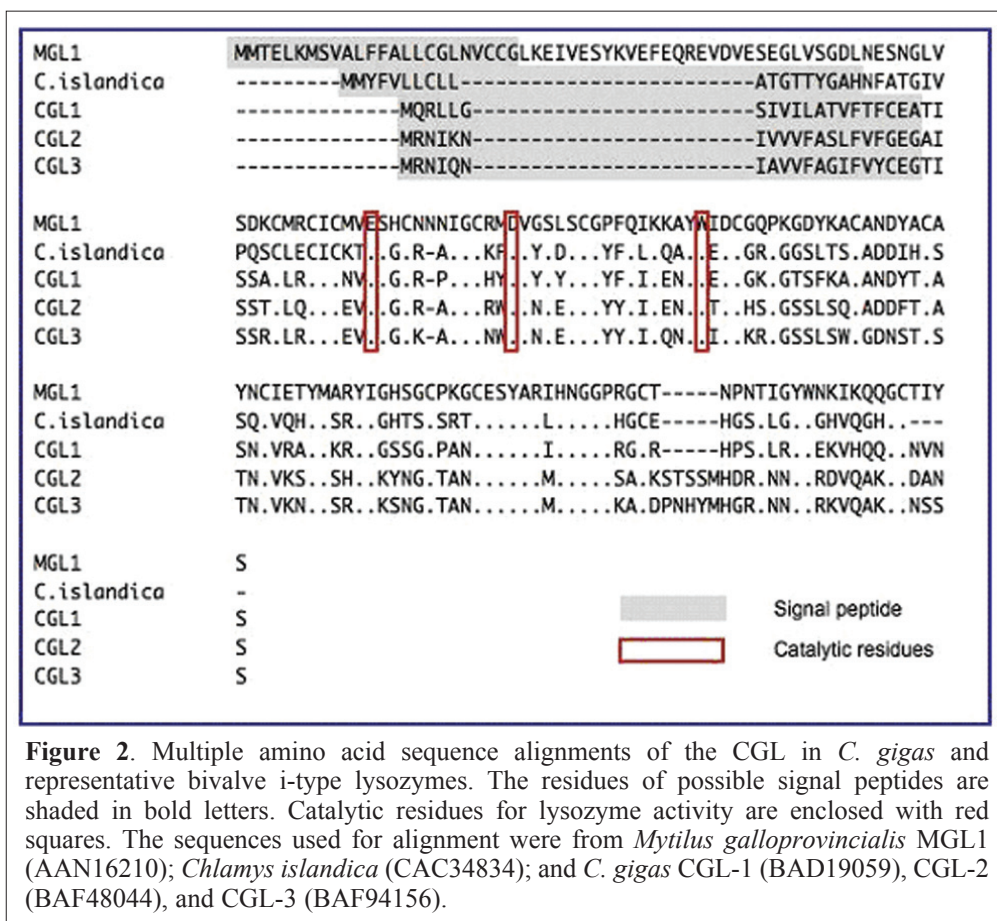 MGL1 MMTELKMSVALFFALLCGLNVCCGLKEIVESYKVEFEQREVDVESEGLVSGDLNESNGLV
C.islandica ----------MMYFVLLCLL--------------------------ATGTTYGAHNFATGIV
CGL1 ---------------MQRLLG-------------------------SIVILATVFTFCEATI
CGL2 ---------------MRNIKN-------------------------IVVVFASLFVFGEGAI
CGL3 ---------------MRNIQN-------------------------IAVVFAGIFVYCEGTI
MGL1 SDKCMRCICMVESHCNNNIGCRMDVGSLSCGPFQIKKAYWIDCGQPKGDYKACANDYACA
C.islandica PQSCLECICKT..G.R-A...KF..Y.D...YF.L.QA..E..GR.GGSLTS.ADDIH.S
CGL1 SSA.LR...NV..G.R-P...HY..Y.Y...YF.I.EN..E..GK.GTSFKA.ANDYT.A
CGL2 SST.LQ...EV..G.R-A...RW..N.E...YY.I.EN..T..HS.GSSLSQ.ADDFT.A
CGL3 SSR.LR...EV..G.K-A...NW..N.E...YY.I.QN..I..KR.GSSLSW.GDNST.S
MGL1 YNCIETYMARYIGHSGCPKGCESYARIHNGGPRGCT-----NPNTIGYWNKIKQQGCTIY
C.islandica SQ.VQH..SR..GHTS.SRT......L....HGCE-----HGS.LG..GHVQGH..---
CGL1 SN.VRA..KR..GSSG.PAN......I....RG.R-----HPS.LR..EKVHQQ..NVN
CGL2 TN.VKS..SH..KYNG.TAN......M....SA.KSTSSMHDR.NN..RDVQAK..DAN
CGL3 TN.VKN..SR..KSNG.TAN......M....KA.DPNHYMHGR.NN..RKVQAK..NSS
MGL1 S
C.islandica -
CGL1 S
CGL2 S
CGL3 S
Signal peptide
Catalytic residues
Figure 2. Multiple amino acid sequence alignments of the CGL in C. gigas and
representative bivalve i-type lysozymes. The residues of possible signal peptides are
shaded in bold letters. Catalytic residues for lysozyme activity are enclosed with red
squares. The sequences used for alignment were from Mytilus galloprovincialis MGL1
(AAN16210); Chlamys islandica (CAC34834); and C. gigas CGL-1 (BAD19059), CGL-2
(BAF48044), and CGL-3 (BAF94156).